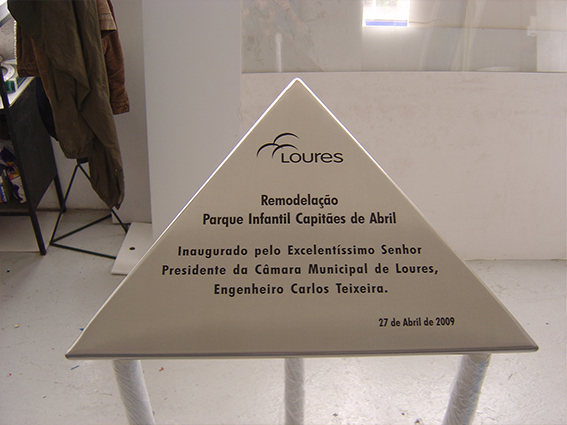 Loures
Remodelação
Parque Infantil Capitães de Abril
Inaugurado pelo Excelentíssimo Senhor
Presidente da Câmara Municipal de Loures,
Engenheiro Carlos Teixeira.
27 de Abril de 2009